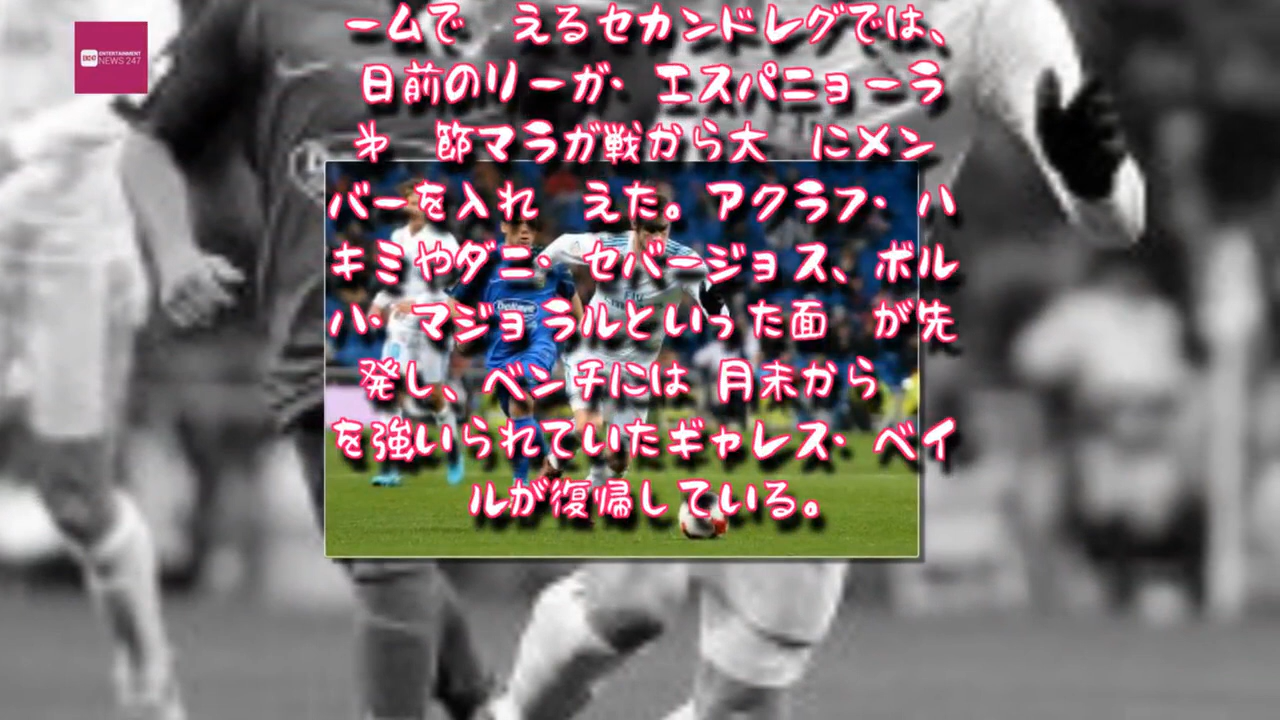 ENTERTAINMENT
NEWS 247
ームで　えるセカンドレグでは、
日前のリーガ・エスパニョーラ
　節マラガ戦から大　にメン
バーを入れ　えた。アクラフ・ハ
キミやダニ・セバージョス、ボル
ハ・マジョラルといった面　が先
発し、ベンチには 月末から
を強いられていたギャレス・ベイ
ルが復帰している。